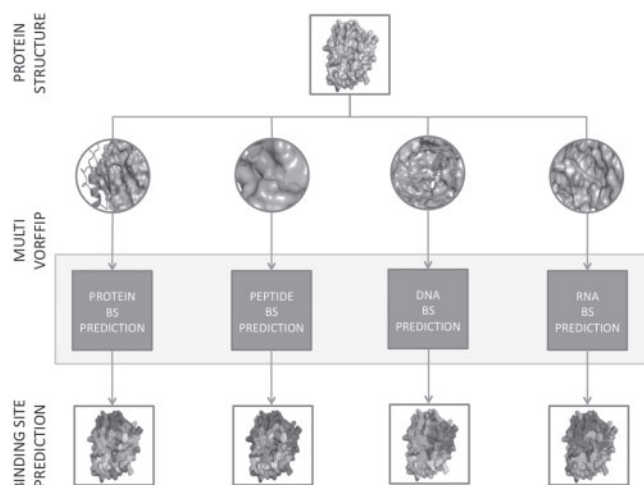 PROTEIN
STRUCTURE
MULTI
VORFFIP
PROTEIN
BS
PREDICTION
PEPTIDE
BS
PREDICTION
DNA
BS
PREDICTION
RNA
BS
PREDICTION
BINDING SITE
PREDICTION